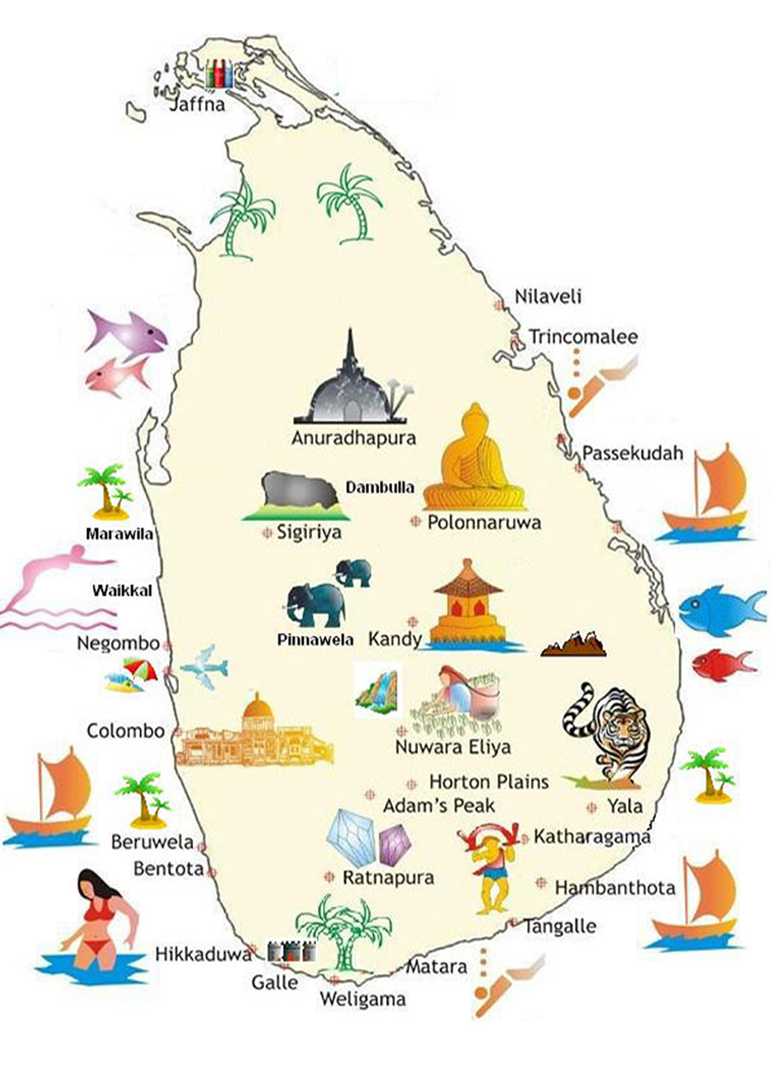 Jaffna
Nilaveli
Trincomalee
Anuradhapura
Passekudah
Dambulla
Polonnaruwa
Sigiriya
Marawila
Waikkal
Pinnawela
Kandy
Negombo
Colombo
Nuwara Eliya
Horton Plains
Adam's Peak
Yala
Beruwela
Katharagama
Bentota
Ratnapura
Hambanthota
Tangalle
Hikkaduwa
Matara
Galle
Weligama